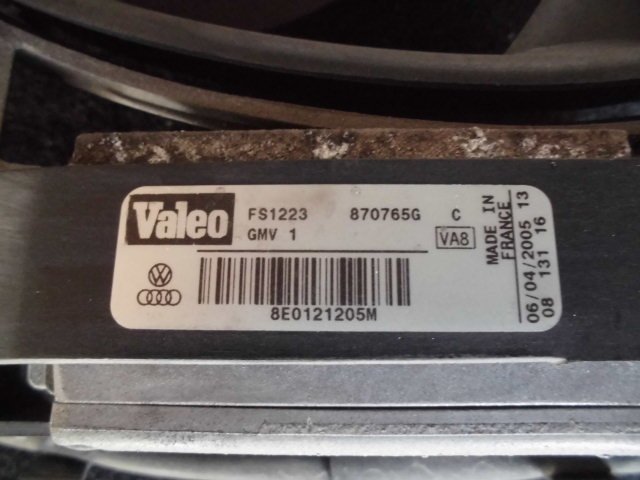 Valeo
FS1223 870765G C
GMV 1 VA8
8E0121205M
MADE IN
FRANCE
06/04/2005 13
08 131 16